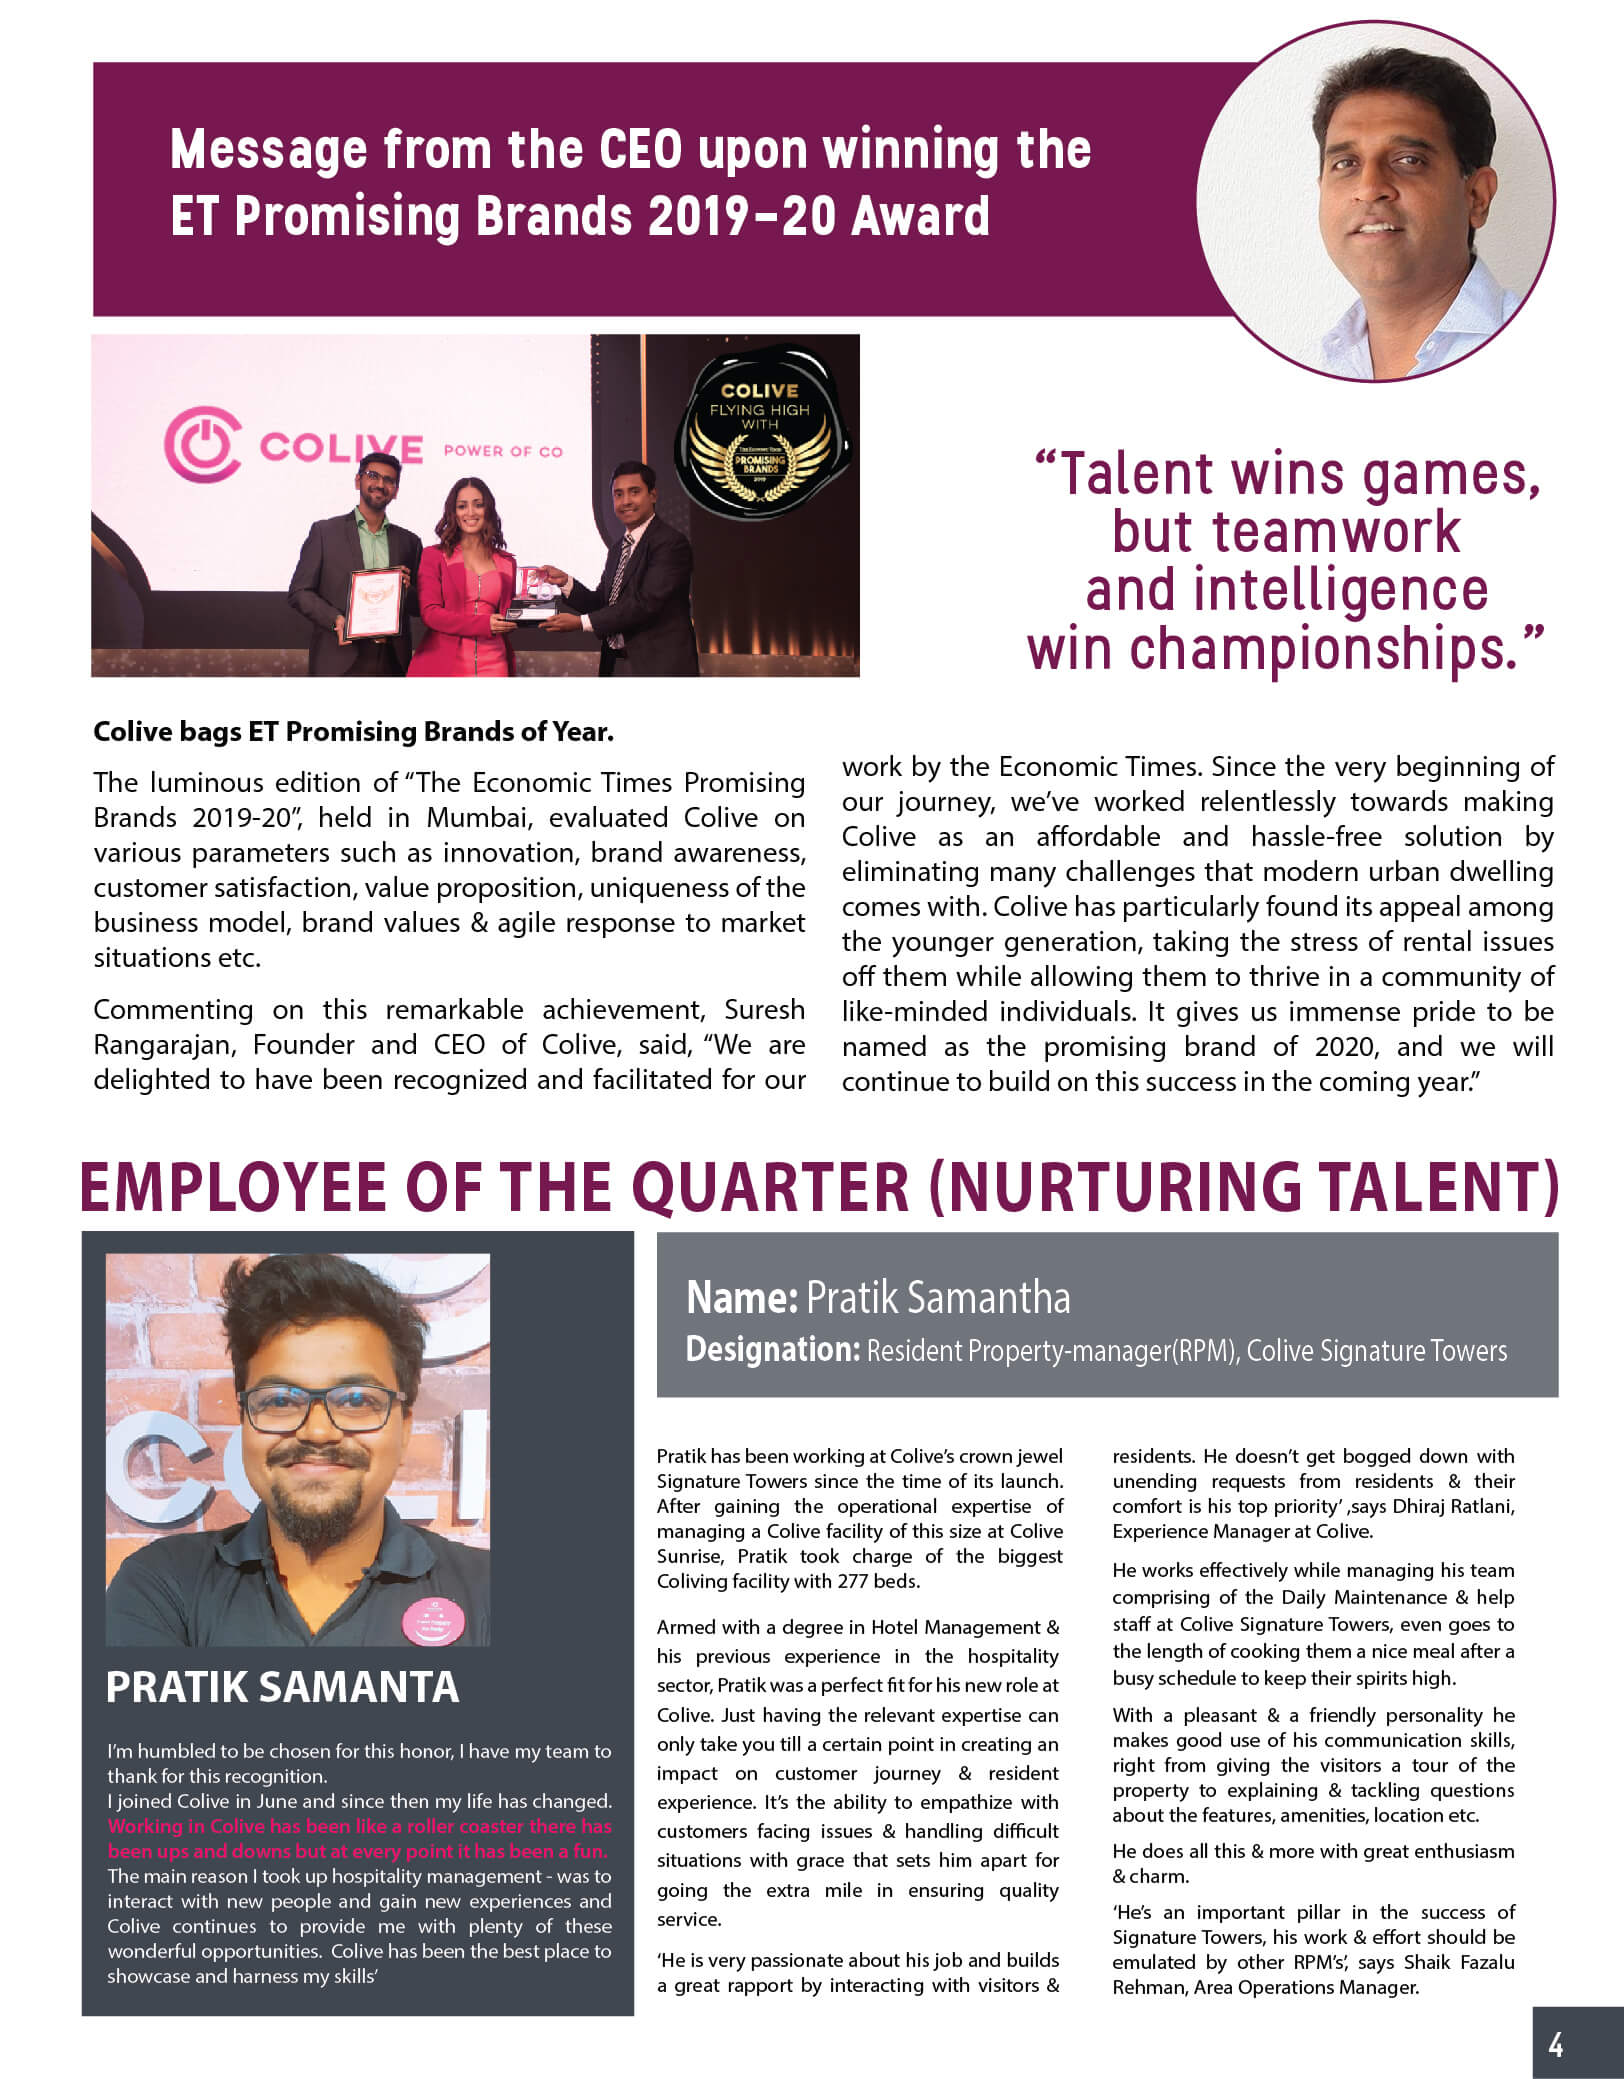 Message from the CEO upon winning the
ET Promising Brands 2019-20 Award
COLIVE POWER OF CO
COLIVE
FLYING HIGH
WITH
PROMISING
BRANDS
2019
“Talent wins games,
but teamwork
and intelligence
win championships.”
Colive bags ET Promising Brands of Year.
The luminous edition of “The Economic Times Promising
Brands 2019-20”, held in Mumbai, evaluated Colive on
various parameters such as innovation, brand awareness,
customer satisfaction, value proposition, uniqueness of the
business model, brand values & agile response to market
situations etc.
Commenting on this remarkable achievement, Suresh
Rangarajan, Founder and CEO of Colive, said, “We are
delighted to have been recognized and facilitated for our
work by the Economic Times. Since the very beginning of
our journey, we’ve worked relentlessly towards making
Colive as an affordable and hassle-free solution by
eliminating many challenges that modern urban dwelling
comes with. Colive has particularly found its appeal among
the younger generation, taking the stress of rental issues
off them while allowing them to thrive in a community of
like-minded individuals. It gives us immense pride to be
named as the promising brand of 2020, and we will
continue to build on this success in the coming year.”
EMPLOYEE OF THE QUARTER (NURTURING TALENT)
PRATIK SAMANTA
I’m humbled to be chosen for this honor, I have my team to
thank for this recognition.
I joined Colive in June and since then my life has changed.
Working in Colive has been like a roller coaster there has
been ups and downs but at every point it has been a fun.
The main reason I took up hospitality management - was to
interact with new people and gain new experiences and
Colive continues to provide me with plenty of these
wonderful opportunities. Colive has been the best place to
showcase and harness my skills’
Name: Pratik Samantha
Designation: Resident Property-manager(RPM), Colive Signature Towers
Pratik has been working at Colive’s crown jewel
Signature Towers since the time of its launch.
After gaining the operational expertise of
managing a Colive facility of this size at Colive
Sunrise, Pratik took charge of the biggest
Coliving facility with 277 beds.
Armed with a degree in Hotel Management &
his previous experience in the hospitality
sector, Pratik was a perfect fit for his new role at
Colive. Just having the relevant expertise can
only take you till a certain point in creating an
impact on customer journey & resident
experience. It’s the ability to empathize with
customers facing issues & handling difficult
situations with grace that sets him apart for
going the extra mile in ensuring quality
service.
‘He is very passionate about his job and builds
a great rapport by interacting with visitors &
residents. He doesn’t get bogged down with
unending requests from residents & their
comfort is his top priority’ ,says Dhiraj Ratlani,
Experience Manager at Colive.
He works effectively while managing his team
comprising of the Daily Maintenance & help
staff at Colive Signature Towers, even goes to
the length of cooking them a nice meal after a
busy schedule to keep their spirits high.
With a pleasant & a friendly personality he
makes good use of his communication skills,
right from giving the visitors a tour of the
property to explaining & tackling questions
about the features, amenities, location etc.
He does all this & more with great enthusiasm
& charm.
‘He’s an important pillar in the success of
Signature Towers, his work & effort should be
emulated by other RPM’s’, says Shaik Fazalu
Rehman, Area Operations Manager.
4